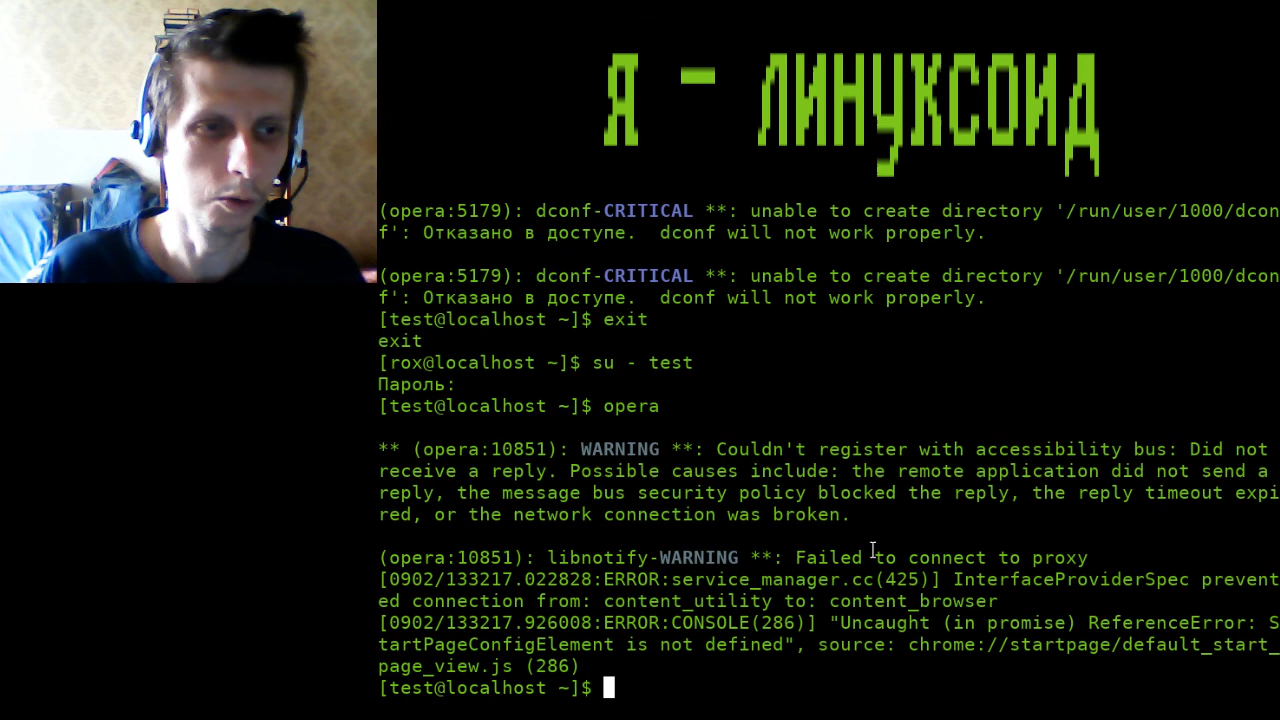 Я - ЛИНУКСОИД
(opera:5179): dconf-CRITICAL **: unable to create directory '/run/user/1000/dcon
f': Отказано в доступе.  dconf will not work properly.
(opera:5179): dconf-CRITICAL **: unable to create directory '/run/user/1000/dcon
f': Отказано в доступе.  dconf will not work properly.
[test@localhost ~]$ exit
exit
[rox@localhost ~]$ su - test
Пароль:
[test@localhost ~]$ opera
** (opera:10851): WARNING **: Couldn't register with accessibility bus: Did not
receive a reply. Possible causes include: the remote application did not send a
reply, the message bus security policy blocked the reply, the reply timeout expi
red, or the network connection was broken.
(opera:10851): libnotify-WARNING **: Failed to connect to proxy
[0902/133217.022828:ERROR:service_manager.cc(425)] InterfaceProviderSpec prevent
ed connection from: content_utility to: content_browser
[0902/133217.926008:ERROR:CONSOLE(286)] "Uncaught (in promise) ReferenceError: S
tartPageConfigElement is not defined", source: chrome://startpage/default_start_
page_view.js (286)
[test@localhost ~]$